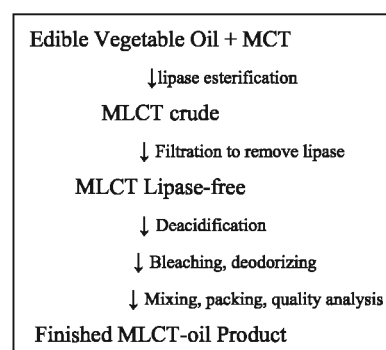 Edible Vegetable Oil + MCT
↓lipase esterification
MLCT crude
↓ Filtration to remove lipase
MLCT Lipase-free
↓ Deacidification
↓ Bleaching, deodorizing
↓ Mixing, packing, quality analysis
Finished MLCT-oil Product